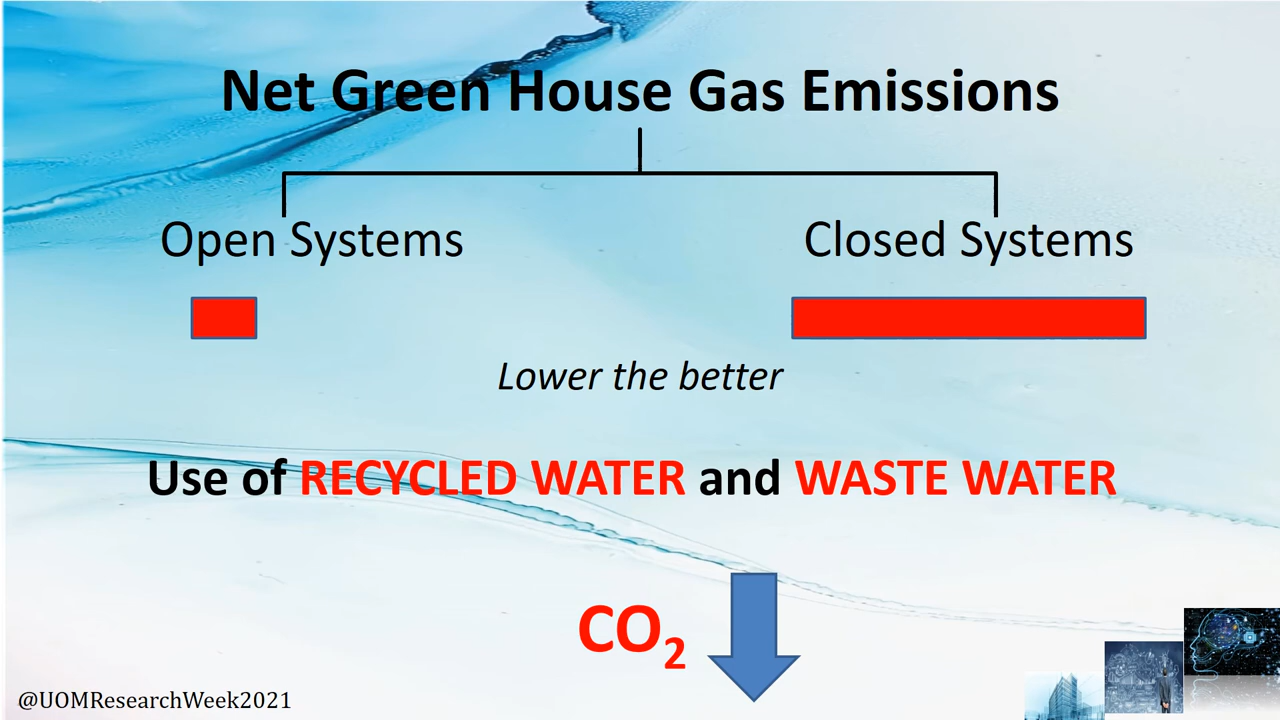 Net Green House Gas Emissions
Open Systems
Closed Systems
Lower the better
Use of RECYCLED WATER and WASTE WATER
CO₂
@UOMResearchWeek2021